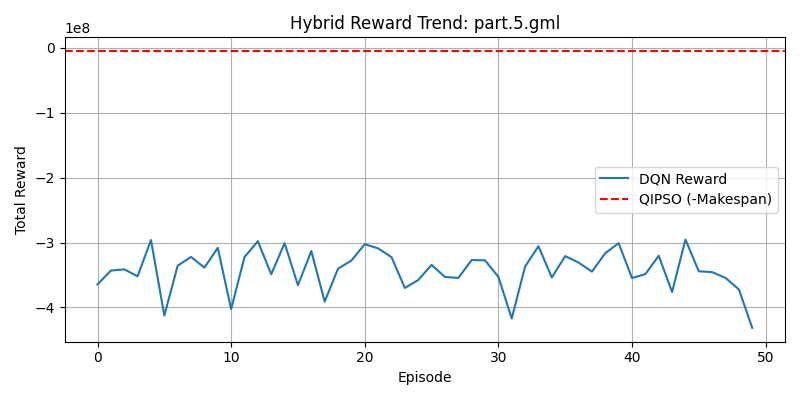 Hybrid Reward Trend: part.5.gml
1e8
0
−1
−2
−3
−4
Total Reward
DQN Reward
QIPSO (-Makespan)
0 10 20 30 40 50
Episode